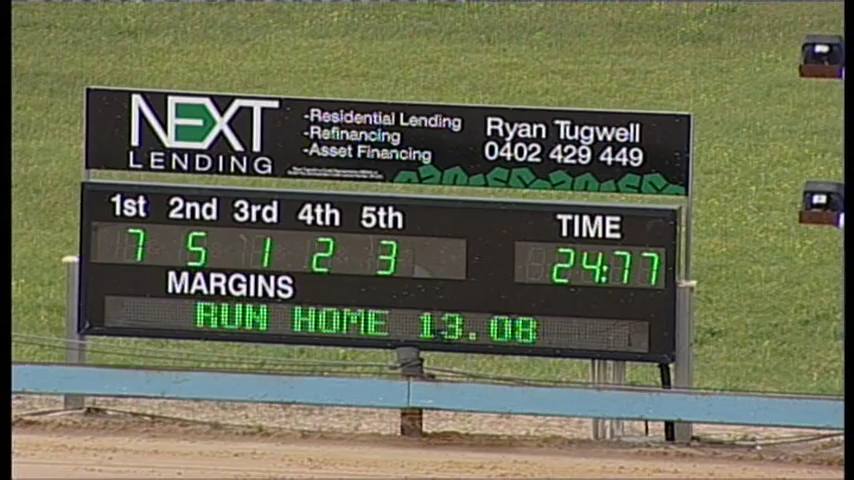 NEXT
LENDING
-Residential Lending
-Refinancing
-Asset Financing
Ryan Tugwell
0402 429 449
1st 2nd 3rd 4th 5th
7 5 1 2 3
TIME
24:77
MARGINS
RUN HOME 13.08